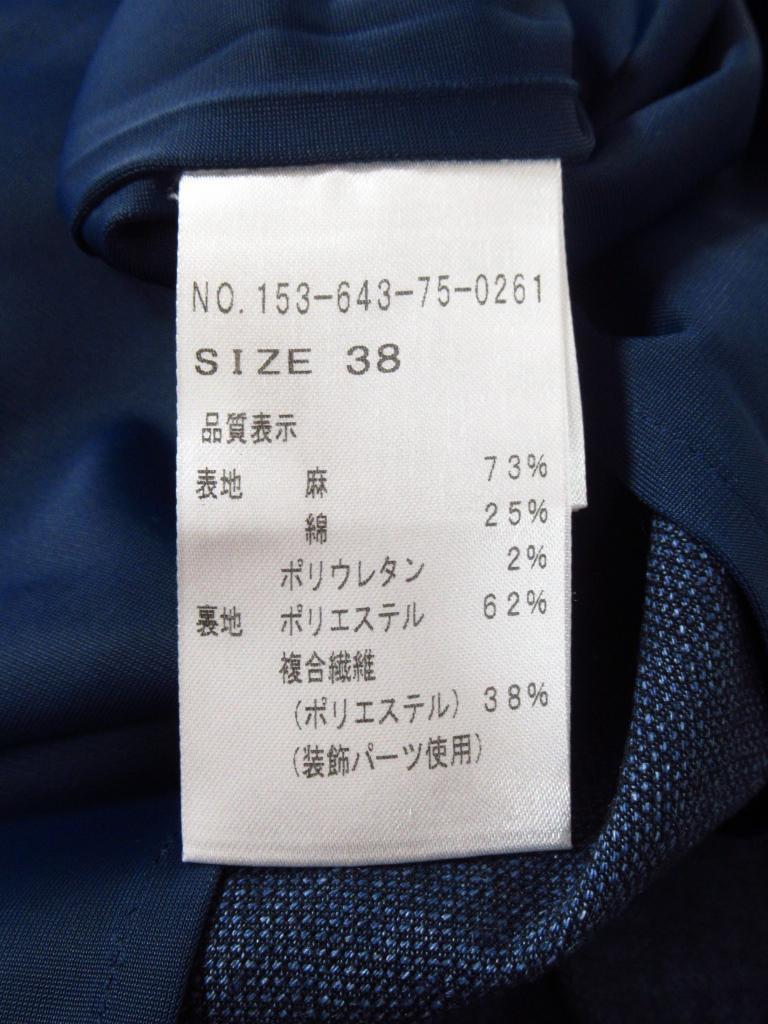 NO. 153-643-75-0261
SIZE 38
品質表示
表地 麻 73%
綿 25%
ポリウレタン 2%
裏地 ポリエステル 62%
複合繊維
(ポリエステル) 38%
(装飾パーツ使用)